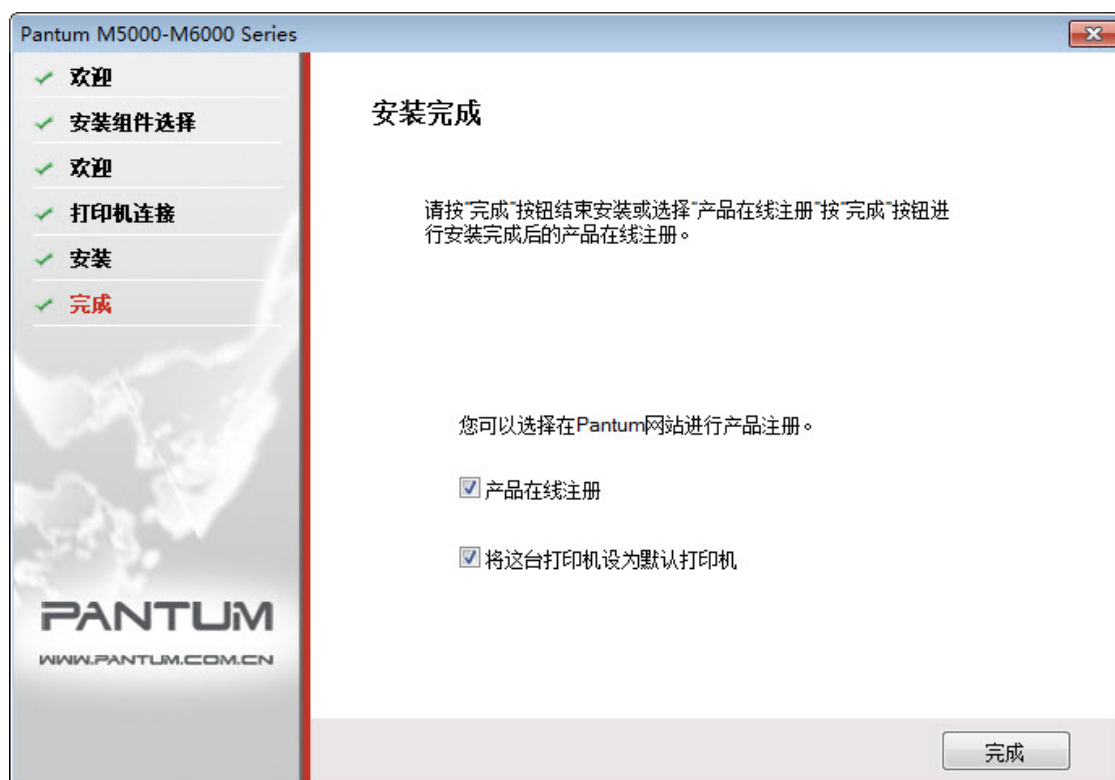 Pantum M5000-M6000 Series
欢迎
安装组件选择
欢迎
打印机连接
安装
完成
PANTUM
WWW.PANTUM.COM.CN
安装完成
请按"完成"按钮结束安装或选择"产品在线注册"按"完成"按钮进
行安装完成后的产品在线注册。
您可以选择在Pantum网站进行产品注册。
产品在线注册
将这台打印机设为默认打印机
完成